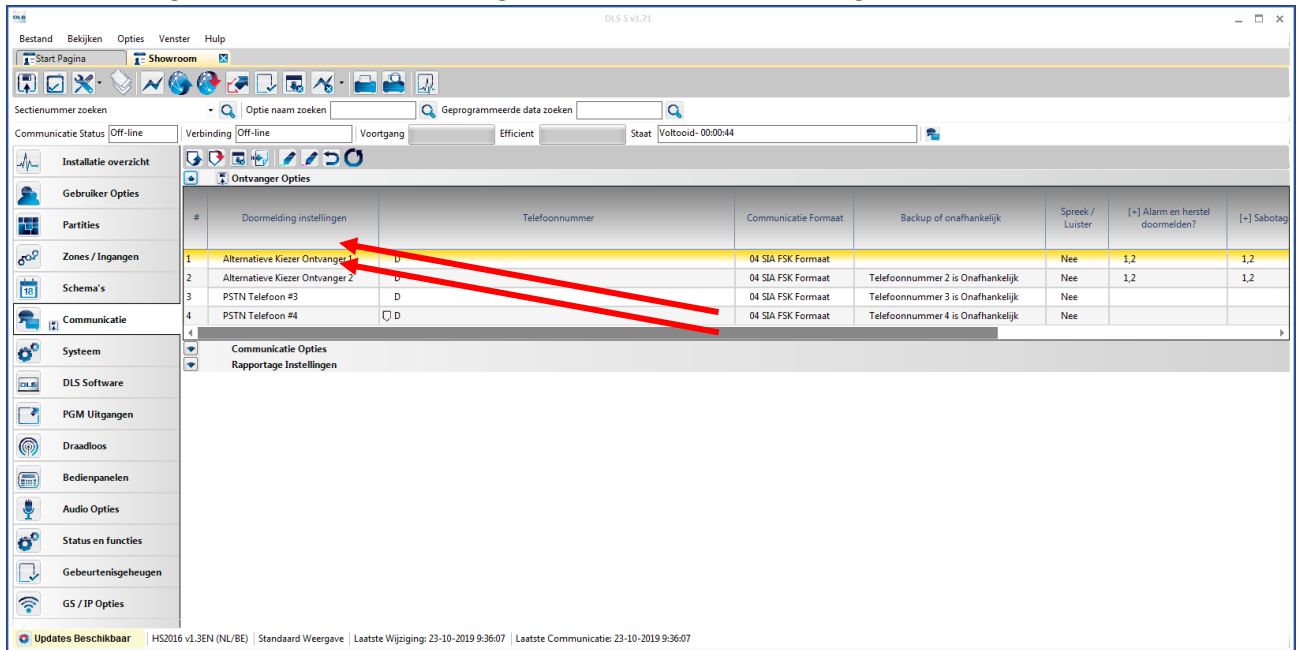 DLS DLS 5 v1.71
Bestand Bekijken Opties Venster Hulp
Start Pagina Showroom
Sectienummer zoeken Optie naam zoeken Geprogrammeerde data zoeken
Communicatie Status Off-line Verbinding Off-line Voortgang Efficient Staat Voltooid- 00:00:44
Installatie overzicht
Gebruiker Opties
Partities
Zones / Ingangen
18 Schema's
Communicatie
Systeem
DLS DLS Software
PGM Uitgangen
Draadloos
Bedienpanelen
Audio Opties
Status en functies
Gebeurtenisgeheugen
GS / IP Opties
Ontvanger Opties
# Doormelding instellingen Telefoonnummer Communicatie Formaat Backup of onafhankelijk Spreek / Luister [+] Alarm en herstel doormelden? [+] Sabotag
1 Alternatieve Kiezer Ontvanger 1 D 04 SIA FSK Formaat Nee 1,2 1,2
2 Alternatieve Kiezer Ontvanger 2 D 04 SIA FSK Formaat Telefoonnummer 2 is Onafhankelijk Nee 1,2 1,2
3 PSTN Telefoon #3 D 04 SIA FSK Formaat Telefoonnummer 3 is Onafhankelijk Nee
4 PSTN Telefoon #4 D 04 SIA FSK Formaat Telefoonnummer 4 is Onafhankelijk Nee
Communicatie Opties
Rapportage Instellingen
Updates Beschikbaar HS2016 v1.3EN (NL/BE) Standaard Weergave Laatste Wijziging: 23-10-2019 9:36:07 Laatste Communicatie: 23-10-2019 9:36:07